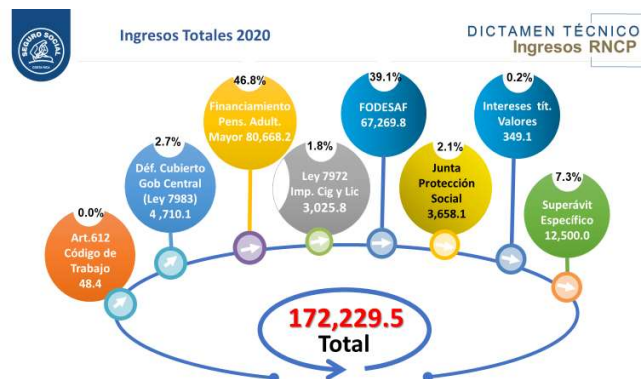 SEGURO SOCIAL
COSTA RICA
Ingresos Totales 2020
DICTAMEN TÉCNICO
Ingresos RNCP
0.0%
Art.612
Código de
Trabajo
48.4
2.7%
Déf. Cubierto
Gob Central
(Ley 7983)
4,710.1
46.8%
Financiamiento
Pens. Adult.
Mayor 80,668.2
1.8%
Ley 7972
Imp. Cig y Lic
3,025.8
39.1%
FODESAF
67,269.8
2.1%
Junta
Protección
Social
3,658.1
0.2%
Intereses tít.
Valores
349.1
7.3%
Superávit
Específico
12,500.0
172,229.5
Total